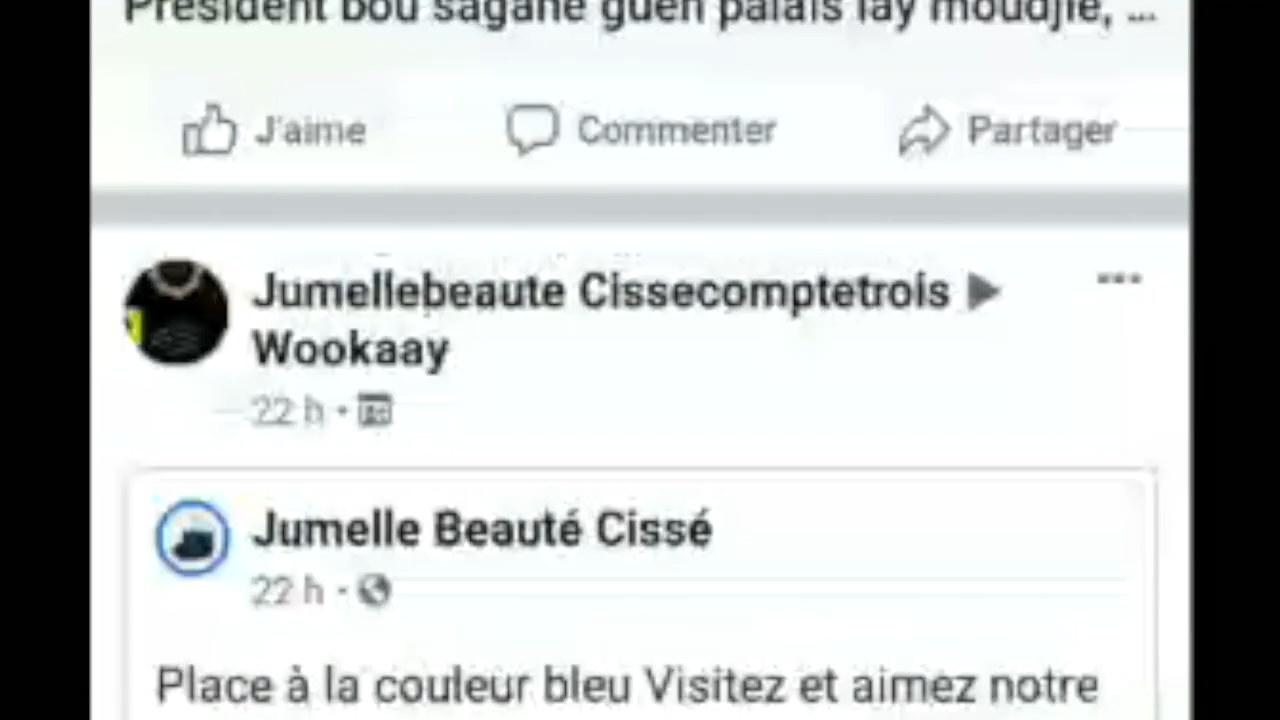 Président bou sagane guen palais lay moudjie, ...
J'aime Commenter Partager
Jumellebeaute Cissecomptetrois
Wookaay
22 h
Jumelle Beauté Cissé
22 h
Place à la couleur bleu Visitez et aimez notre